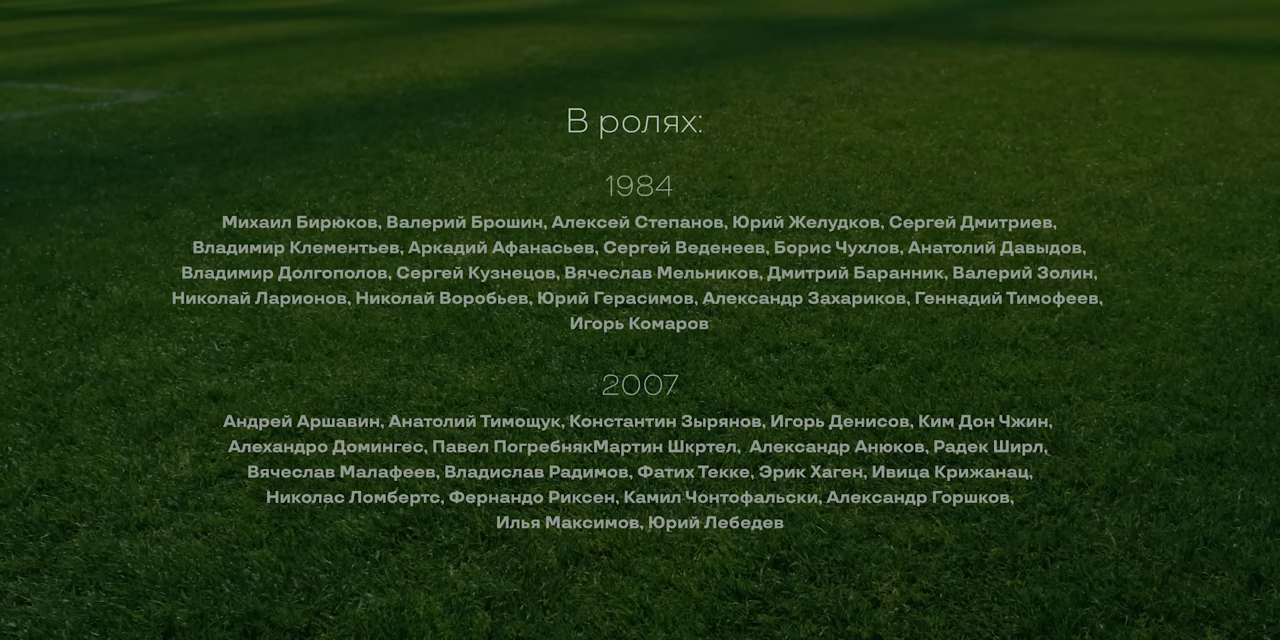 В ролях:
1984
Михаил Бирюков, Валерий Брошин, Алексей Степанов, Юрий Желудков, Сергей Дмитриев,
Владимир Клементьев, Аркадий Афанасьев, Сергей Веденеев, Борис Чухлов, Анатолий Давыдов,
Владимир Долгополов, Сергей Кузнецов, Вячеслав Мельников, Дмитрий Баранник, Валерий Золин,
Николай Ларионов, Николай Воробьев, Юрий Герасимов, Александр Захариков, Геннадий Тимофеев,
Игорь Комаров
2007
Андрей Аршавин, Анатолий Тимощук, Константин Зырянов, Игорь Денисов, Ким Дон Чжин,
Алехандро Домингес, Павел ПогребнякМартин Шкртел,  Александр Анюков, Радек Ширл,
Вячеслав Малафеев, Владислав Радимов, Фатих Текке, Эрик Хаген, Ивица Крижанац,
Николас Ломбертс, Фернандо Риксен, Камил Чонтофальски, Александр Горшков,
Илья Максимов, Юрий Лебедев